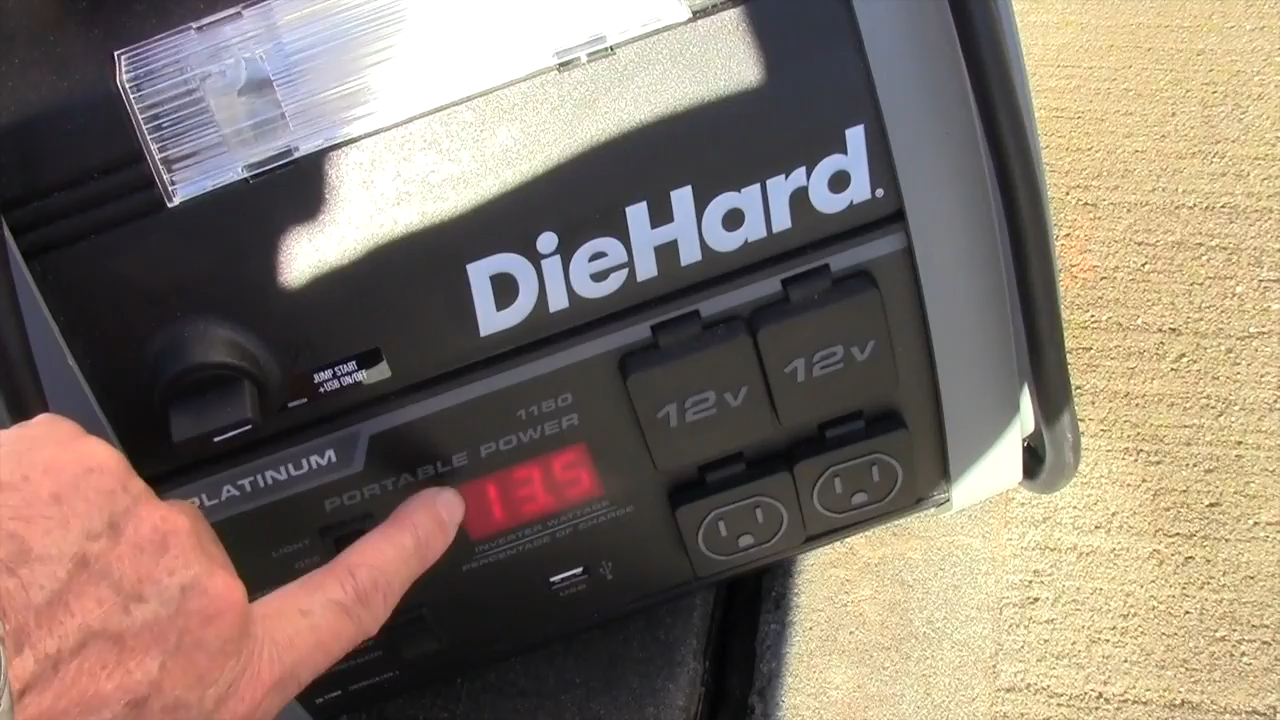 DieHard®
JUMP START
+USB ON/OFF
PLATINUM
1150
PORTABLE POWER
12v
12v
13.5
INVERTER WATTAGE
PERCENTAGE OF CHARGE
LIGHT
USB